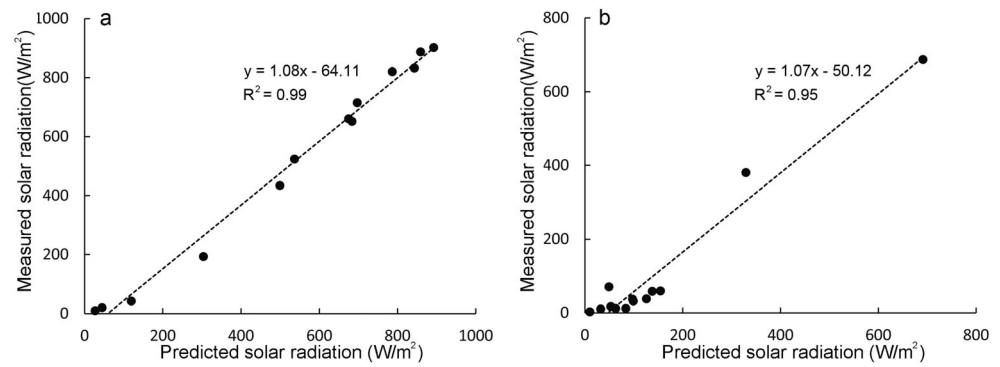 a
1000
800
600
400
200
0
Measured solar radiation(W/m²)
y = 1.08x - 64.11
R² = 0.99
0 200 400 600 800 1000
Predicted solar radiation (W/m²)
b
800
600
400
200
0
Measured solar radiation(W/m²)
y = 1.07x - 50.12
R² = 0.95
0 200 400 600 800
Predicted solar radiation (W/m²)